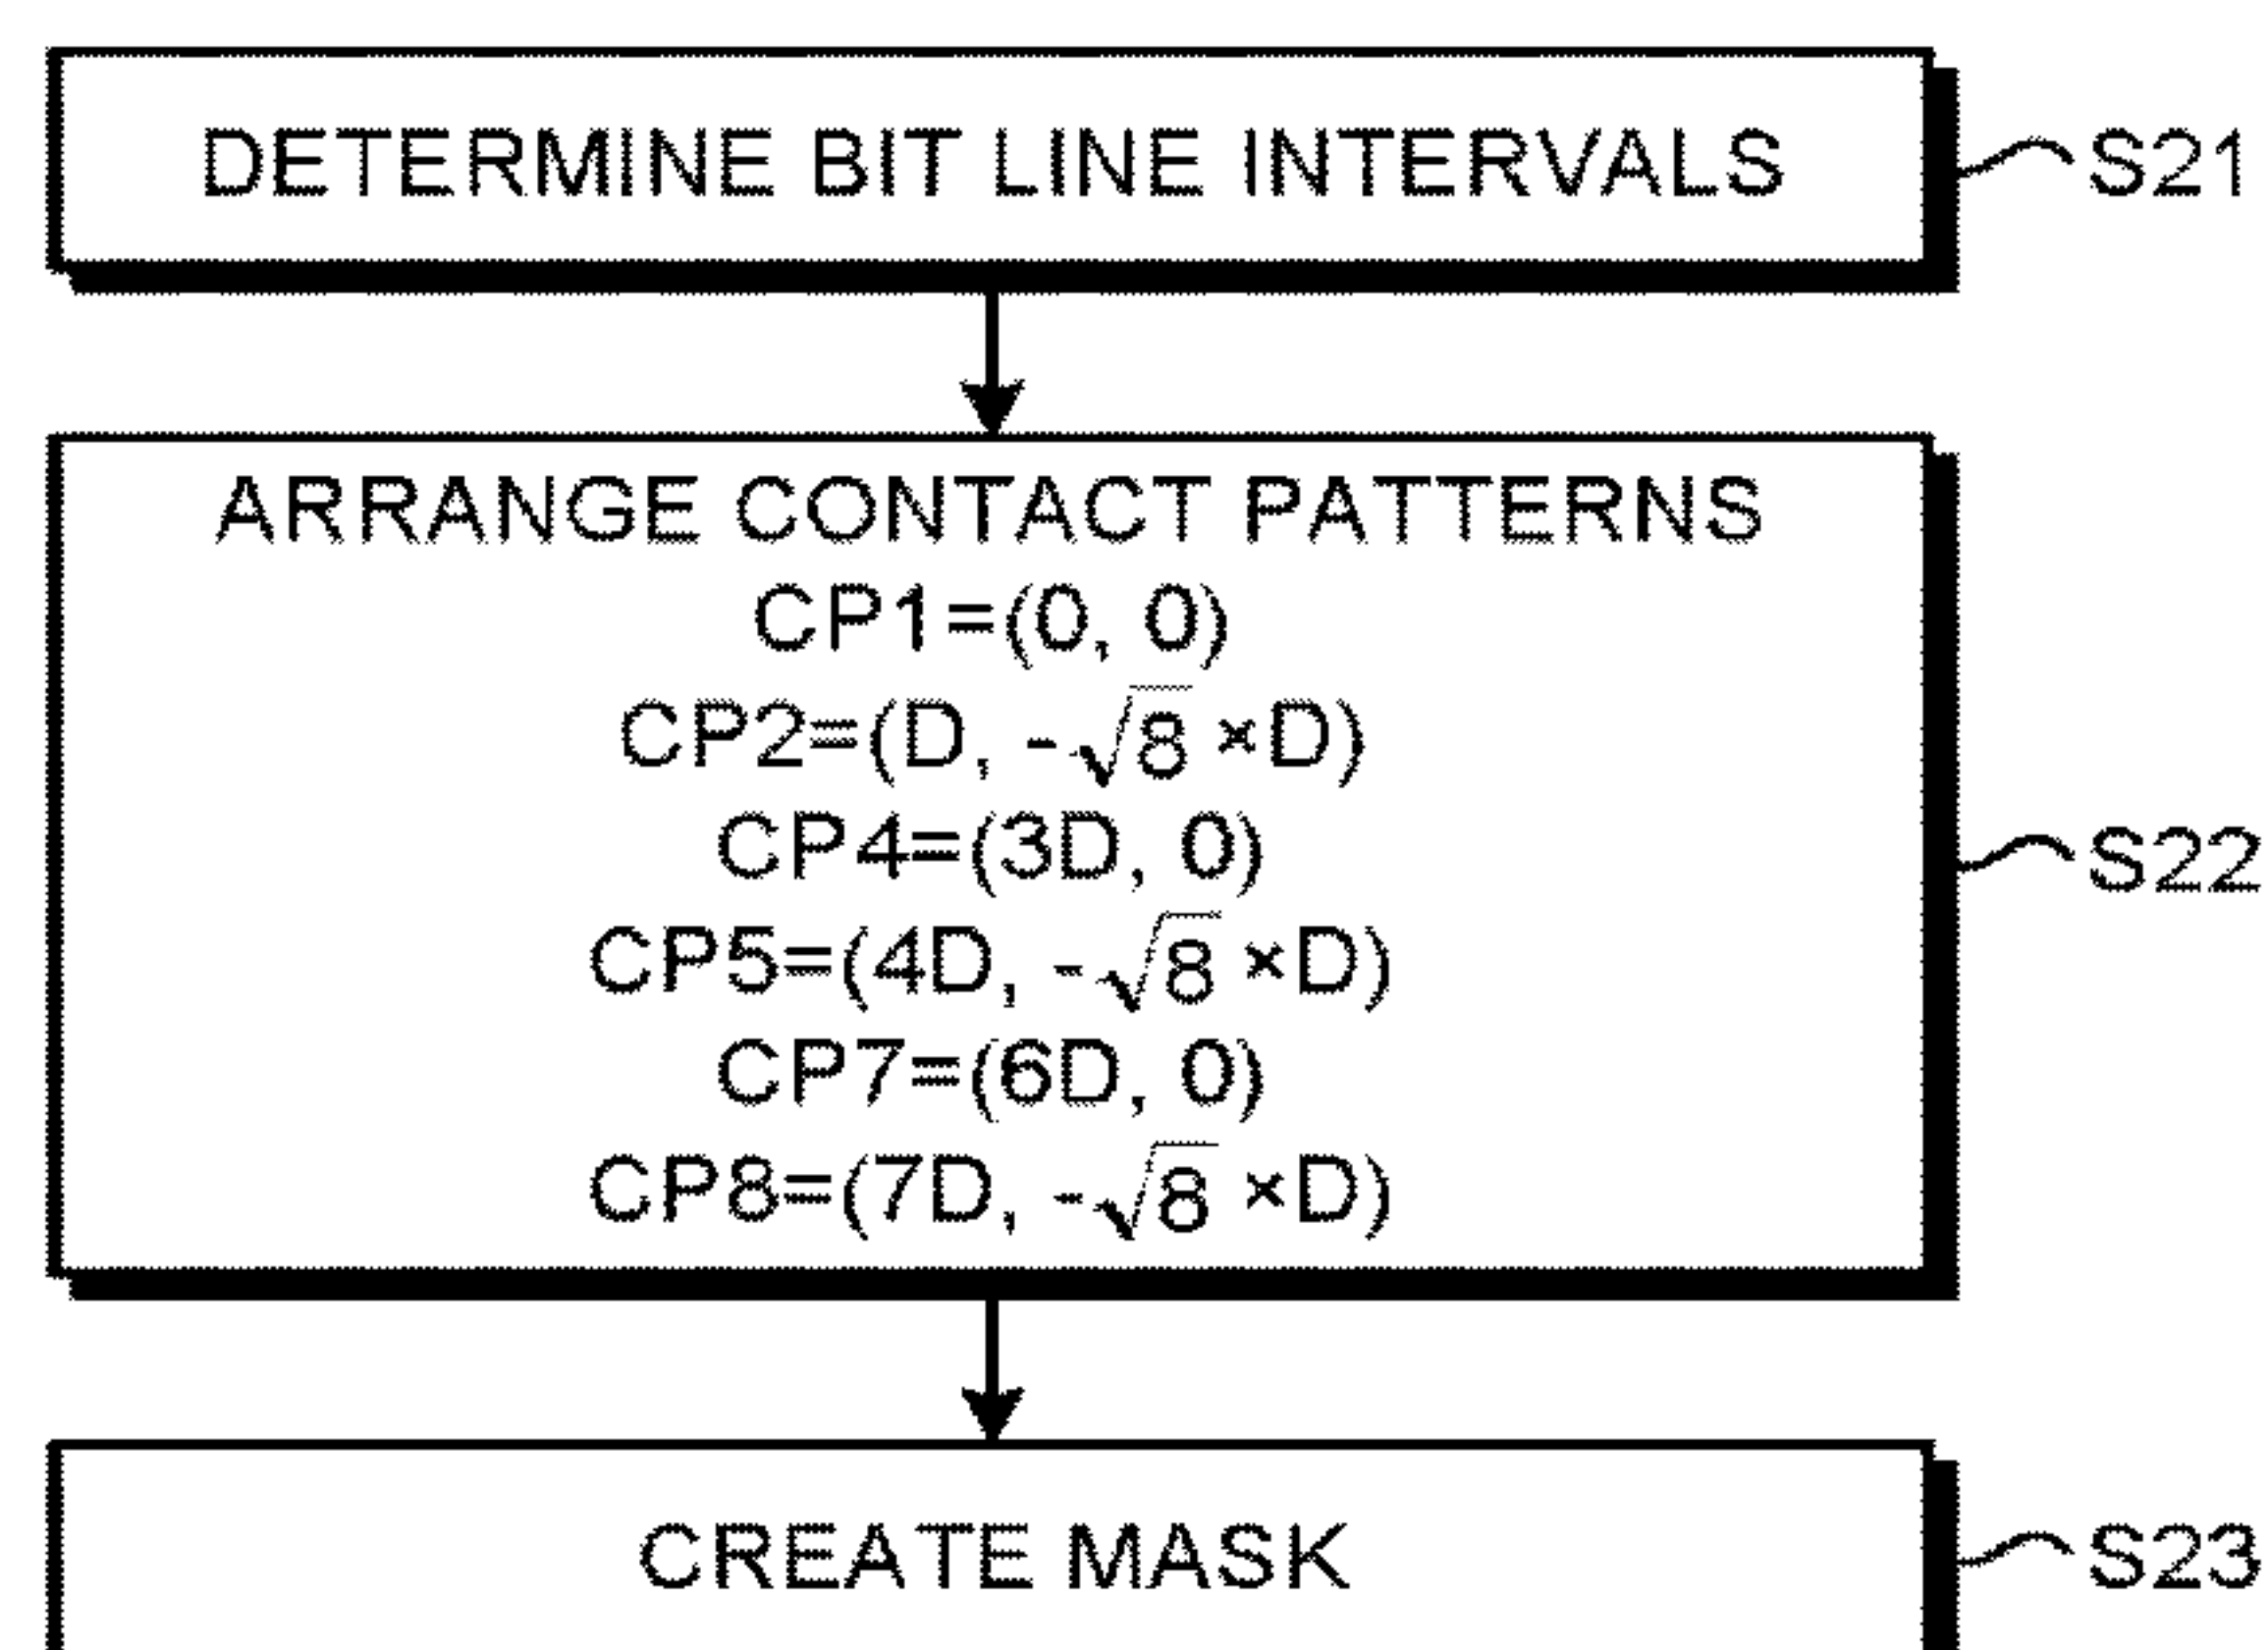 DETERMINE BIT LINE INTERVALS
S21
ARRANGE CONTACT PATTERNS
CP1=(0, 0)
CP2=(D, -√8 ×D)
CP4=(3D, 0)
CP5=(4D, -√8 ×D)
CP7=(6D, 0)
CP8=(7D, -√8 ×D)
S22
CREATE MASK
S23